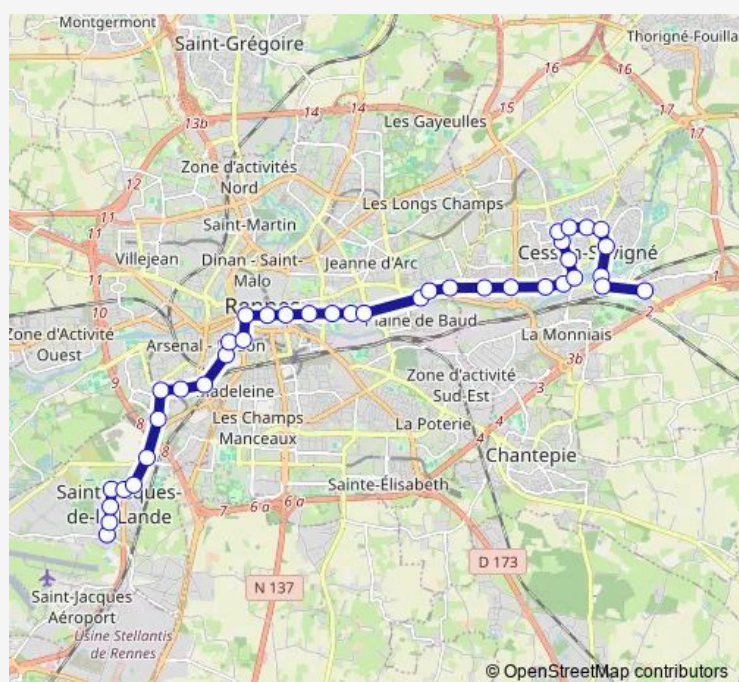 Montgermont
Saint-Grégoire
Thorigné-Fouilla
16
16
15
14
14
13b
Les Gayeulles
17
17
Zone d'activités
Nord
12
Les Longs Champs
11
11
Saint-Martin
Villejean
Dinan - Saint-
Malo
Jeanne d'Arc
Cesson-Sévigné
1
10
Rennes
2
Zone d'Activité
Ouest
Arsenal -
Plaine de Baud
La Monniais
3b
9
Madeleine
Zone d'activité
Sud-Est
3
Les Champs
Manceaux
8
La Poterie
4
4
Chantepie
8
Saint-Jacques-
de-la-Lande
7
6 a
6 a
Sainte-Élisabeth
D 173
N 137
Saint-Jacques
Aéroport
Usine Stellantis
de Rennes
© OpenStreetMap contributors